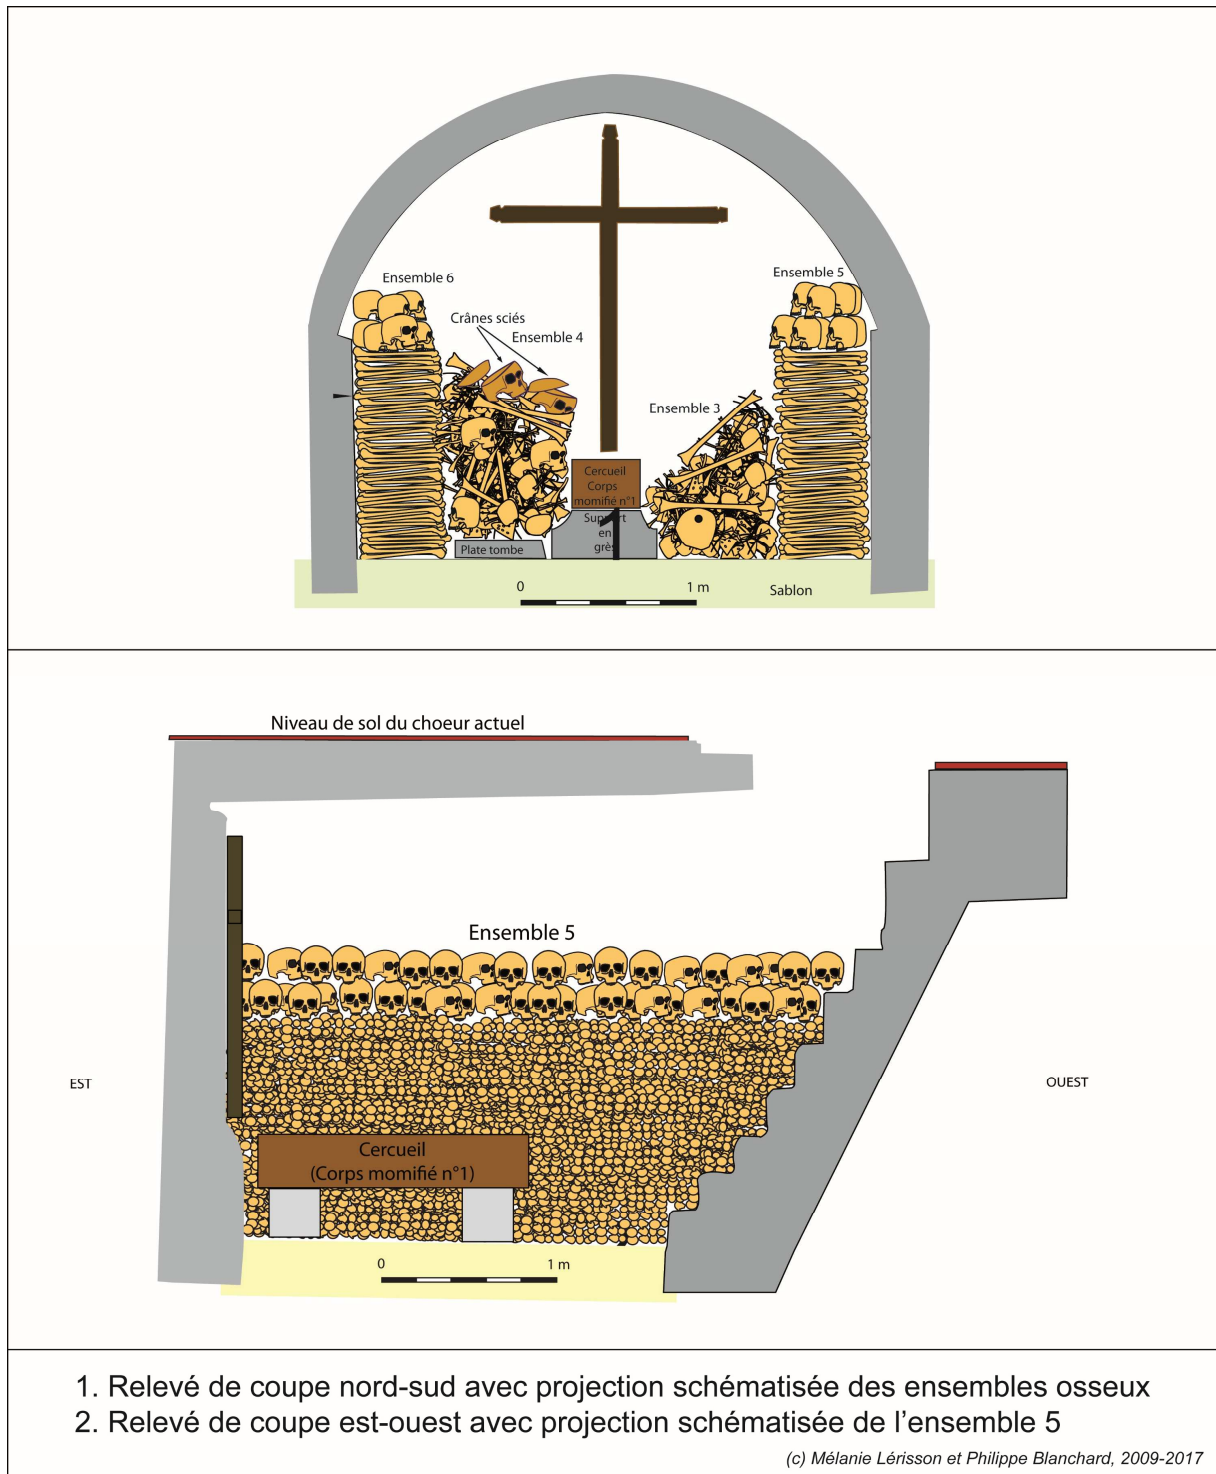 Ensemble 6
Ensemble 5
Crânes sciés
Ensemble 4
Ensemble 3
Cercueil
Corps
momifié n°1
Support
en
grès
1
Plate tombe
0 1 m
Sablon
Niveau de sol du choeur actuel
Ensemble 5
EST
OUEST
Cercueil
(Corps momifié n°1)
0 1 m
1. Relevé de coupe nord-sud avec projection schématisée des ensembles osseux
2. Relevé de coupe est-ouest avec projection schématisée de l'ensemble 5
(c) Mélanie Lérisson et Philippe Blanchard, 2009-2017